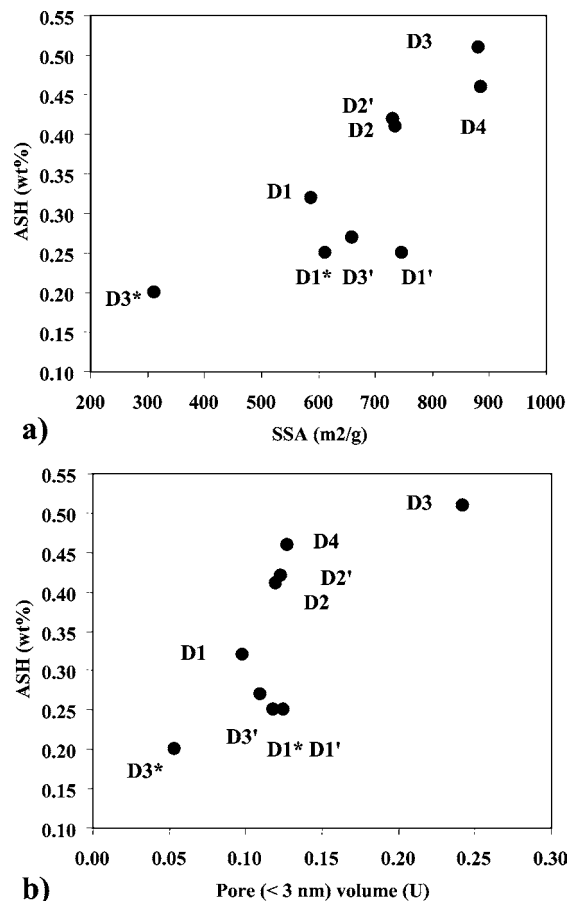 0.55
0.50
0.45
0.40
0.35
0.30
0.25
0.20
0.15
0.10
ASH (wt%)
D3
D2'
D2
D4
D1
D1* D3' D1'
D3*
200 300 400 500 600 700 800 900 1000
a)
SSA (m2/g)
0.55
0.50
0.45
0.40
0.35
0.30
0.25
0.20
0.15
0.10
ASH (wt%)
D3
D4
D2'
D2
D1
D3' D1* D1'
D3*
0.00 0.05 0.10 0.15 0.20 0.25 0.30
b)
Pore (< 3 nm) volume (U)